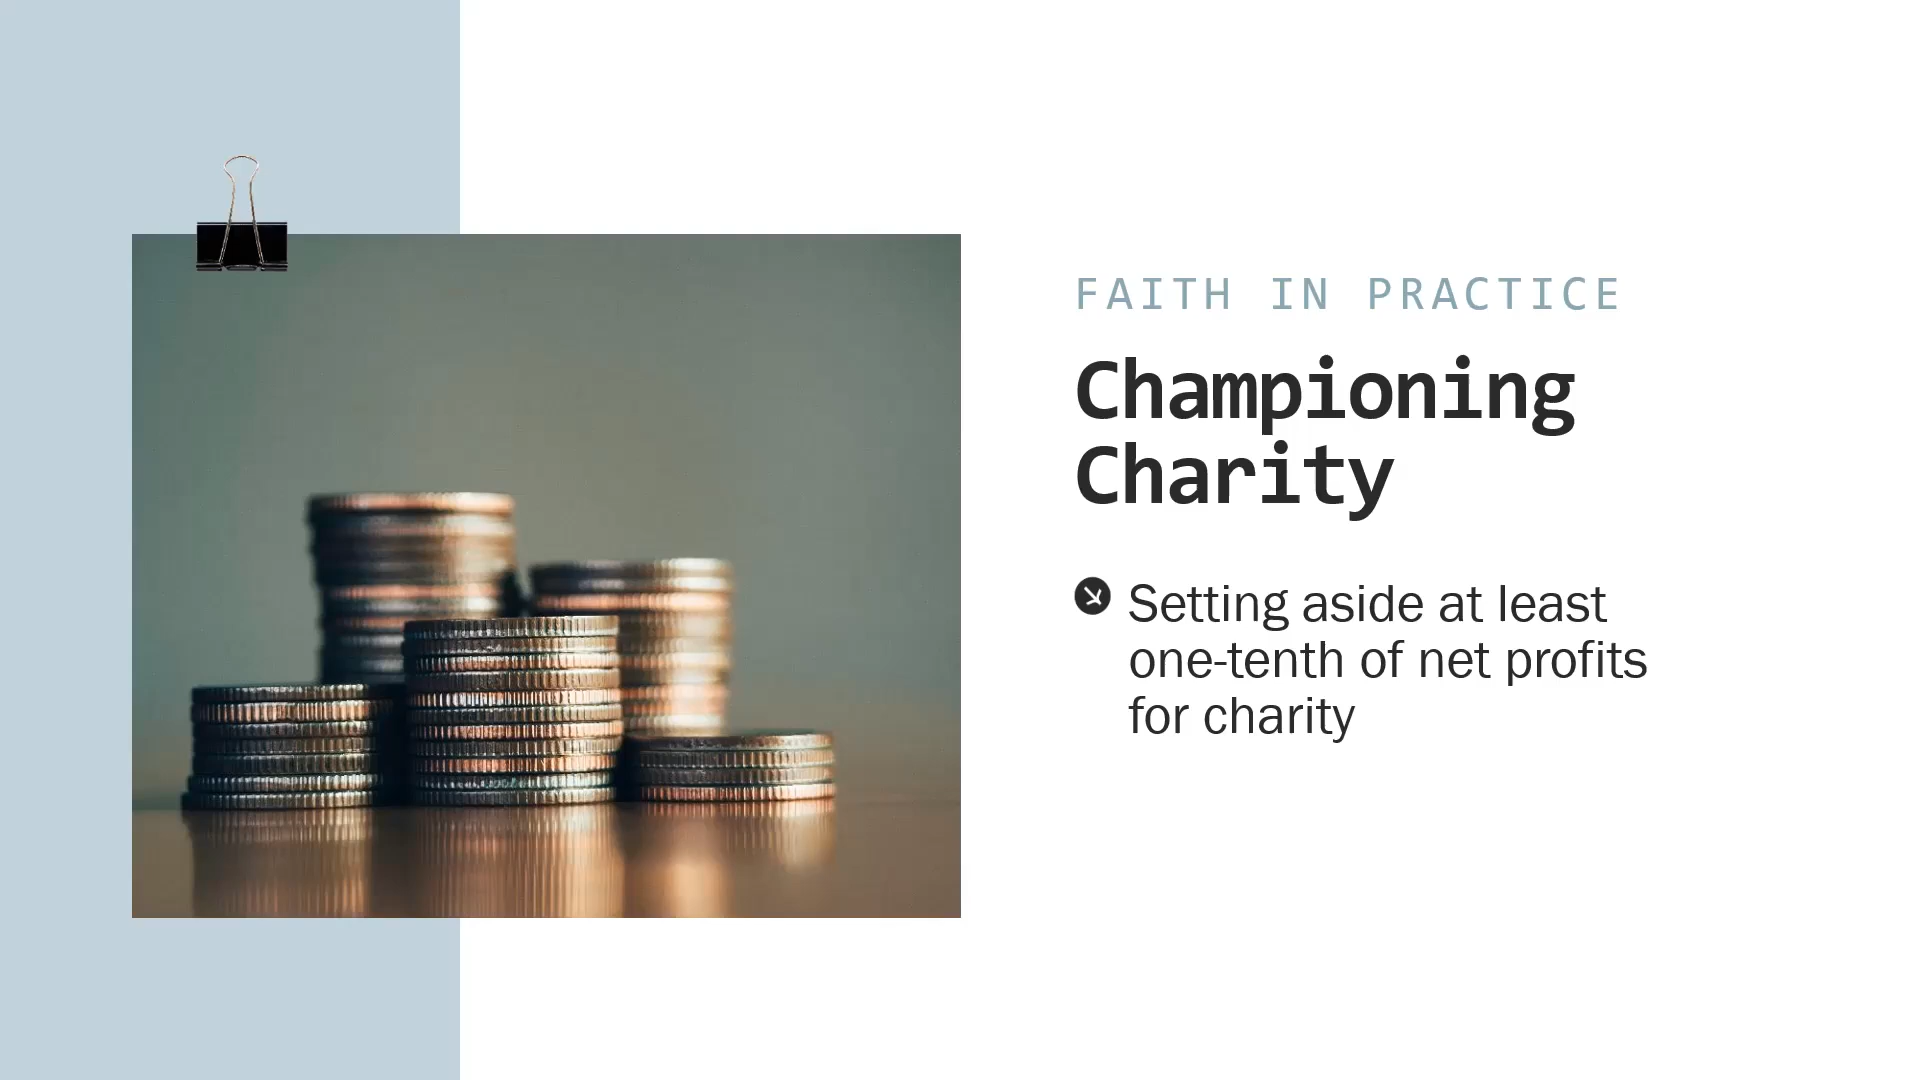 FAITH IN PRACTICE
Championing
Charity
Setting aside at least
one-tenth of net profits
for charity